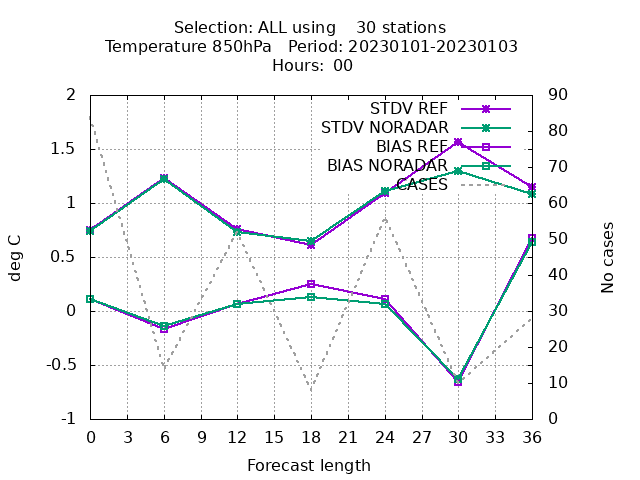 Selection: ALL using    30 stations
Temperature 850hPa   Period: 20230101-20230103
Hours:  00
STDV REF
STDV NORADAR
BIAS REF
BIAS NORADAR
CASES
deg C
2
1.5
1
0.5
0
-0.5
-1
90
80
70
60
50
40
30
20
10
0
No cases
0 3 6 9 12 15 18 21 24 27 30 33 36
Forecast length